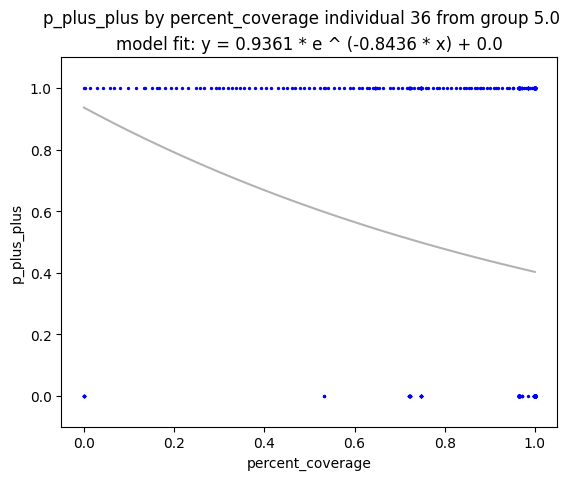 p_plus_plus by percent_coverage individual 36 from group 5.0
model fit: y = 0.9361 * e ^ (-0.8436 * x) + 0.0
1.0
0.8
0.6
0.4
0.2
0.0
p_plus_plus
0.0 0.2 0.4 0.6 0.8 1.0
percent_coverage